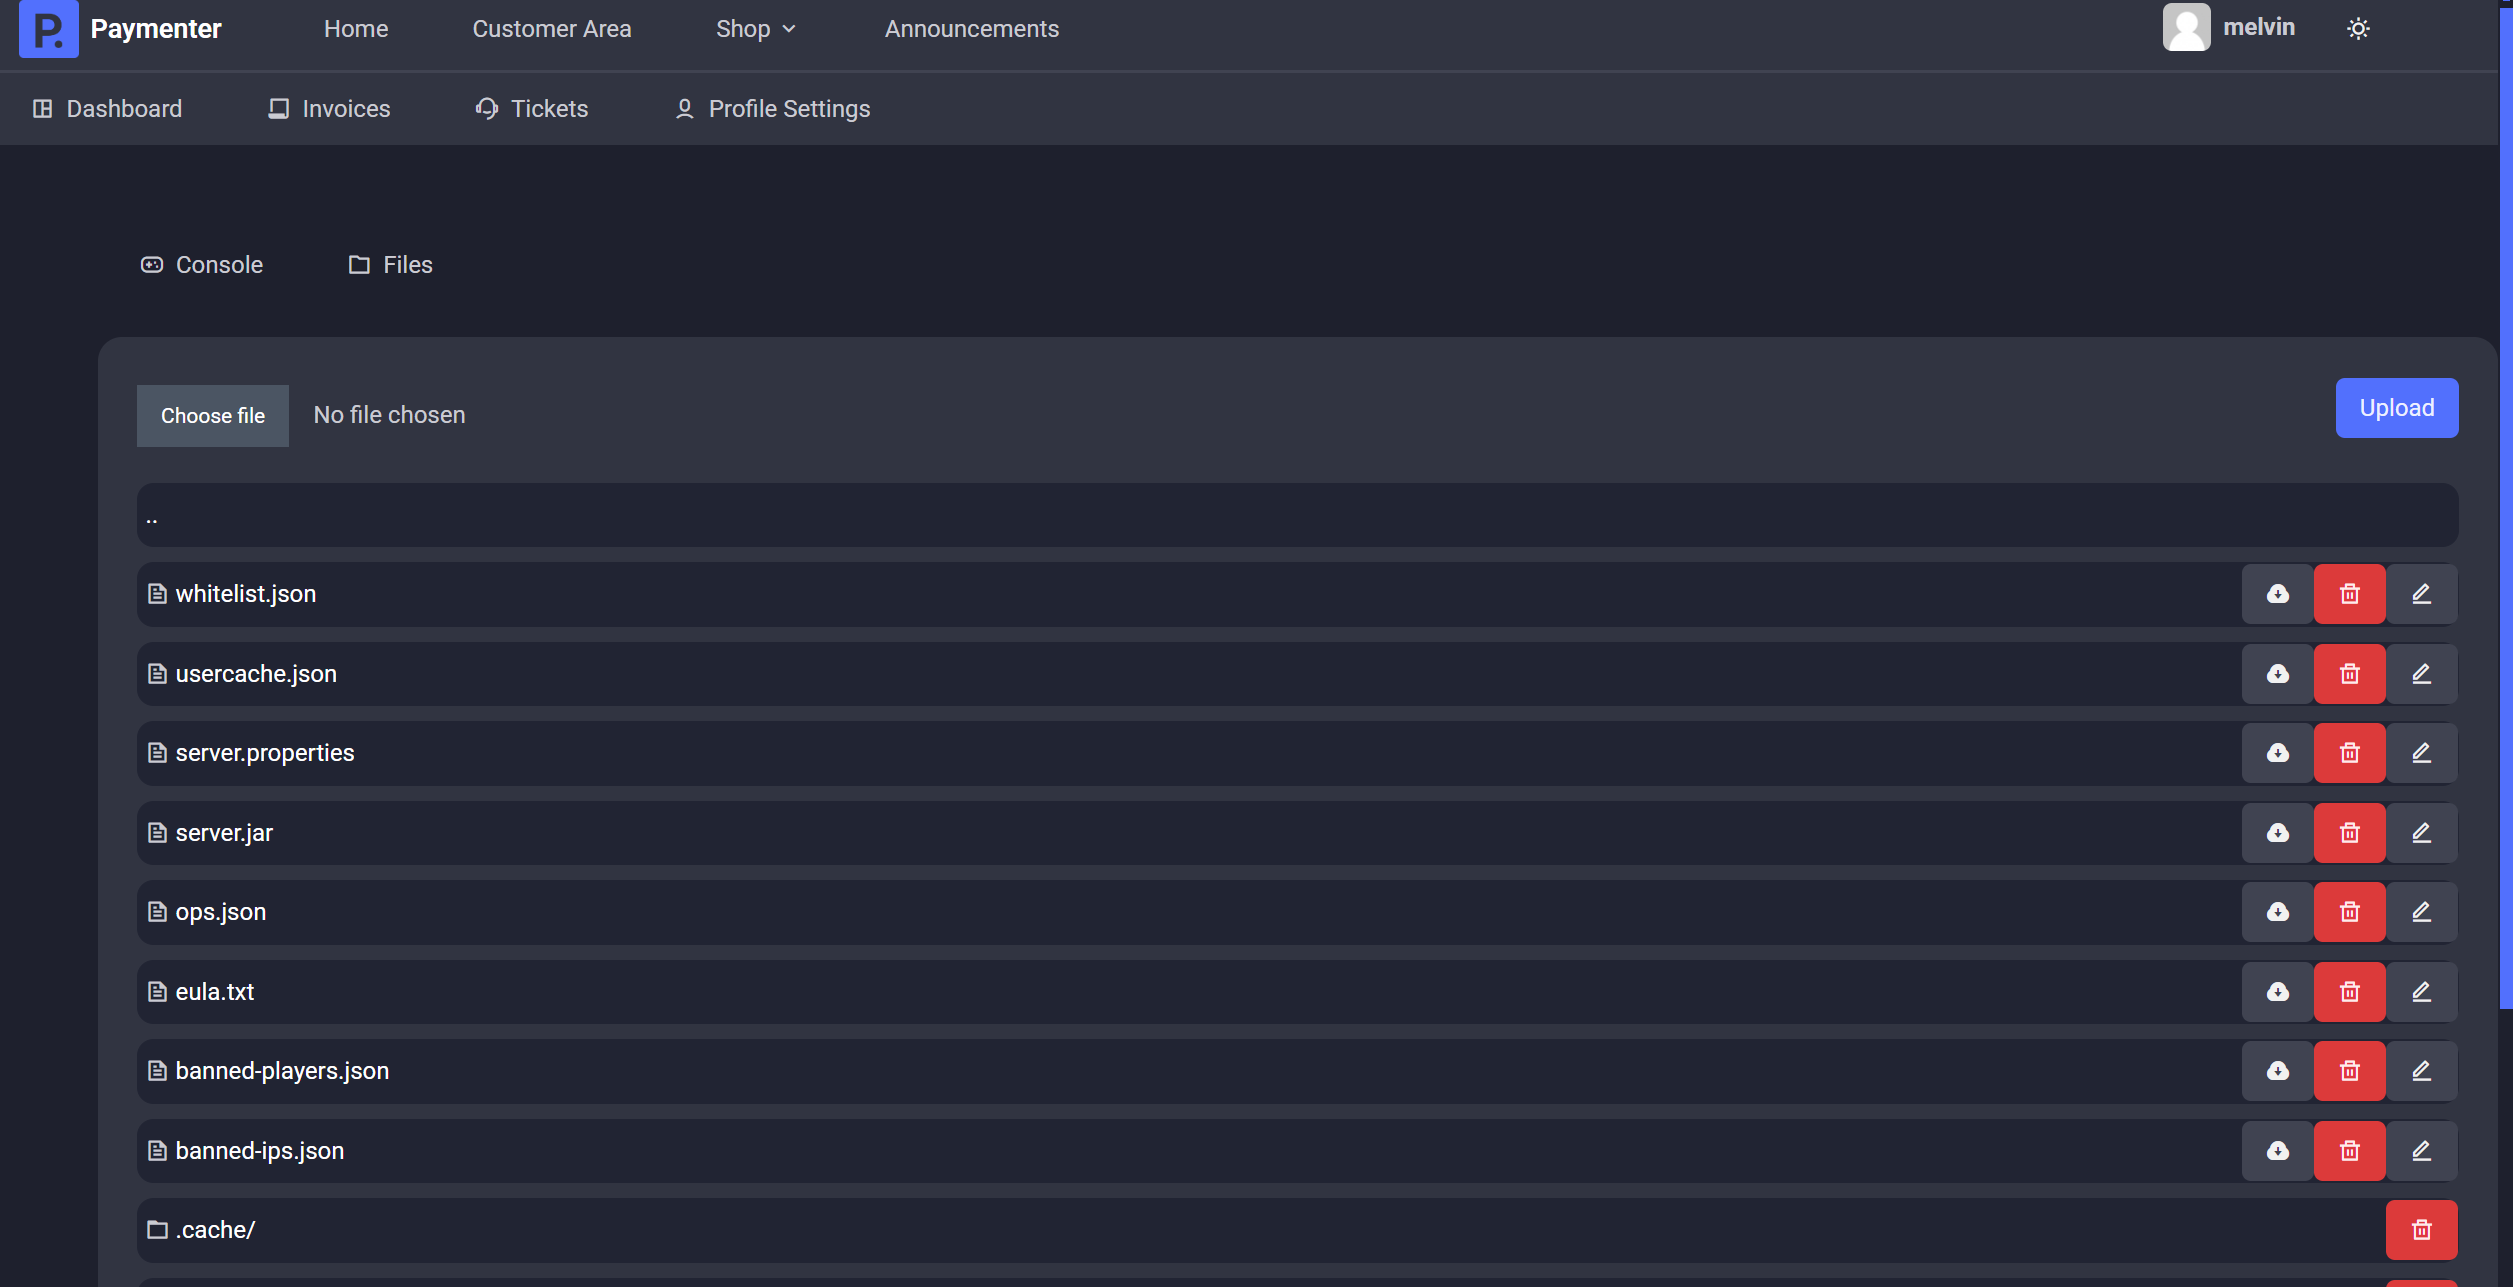 P. Paymenter Home Customer Area Shop Announcements melvin
Dashboard Invoices Tickets Profile Settings
Console Files
Choose file No file chosen Upload
..
whitelist.json
usercache.json
server.properties
server.jar
ops.json
eula.txt
banned-players.json
banned-ips.json
.cache/